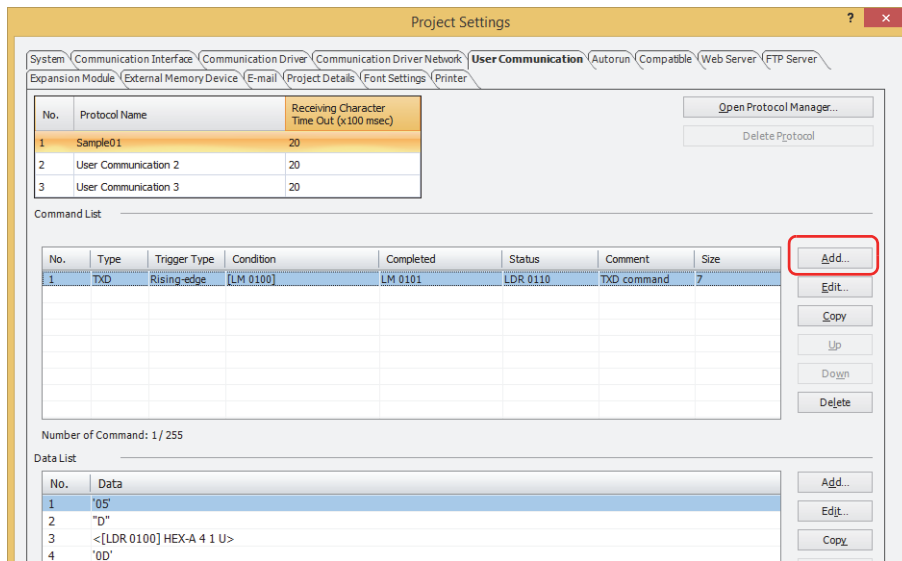 Project Settings
? ×
System Communication Interface Communication Driver Communication Driver Network User Communication Autorun Compatible Web Server FTP Server
Expansion Module External Memory Device E-mail Project Details Font Settings Printer
No. Protocol Name Receiving Character Time Out (x100 msec)
1 Sample01 20
2 User Communication 2 20
3 User Communication 3 20
Open Protocol Manager...
Delete Protocol
Command List
No. Type Trigger Type Condition Completed Status Comment Size
1 TXD Rising-edge [LM 0100] LM 0101 LDR 0110 TXD command 7
Add...
Edit...
Copy
Up
Down
Delete
Number of Command: 1 / 255
Data List
No. Data
1 '05'
2 "D"
3 <[LDR 0100] HEX-A 4 1 U>
4 '0D'
Add...
Edit...
Copy